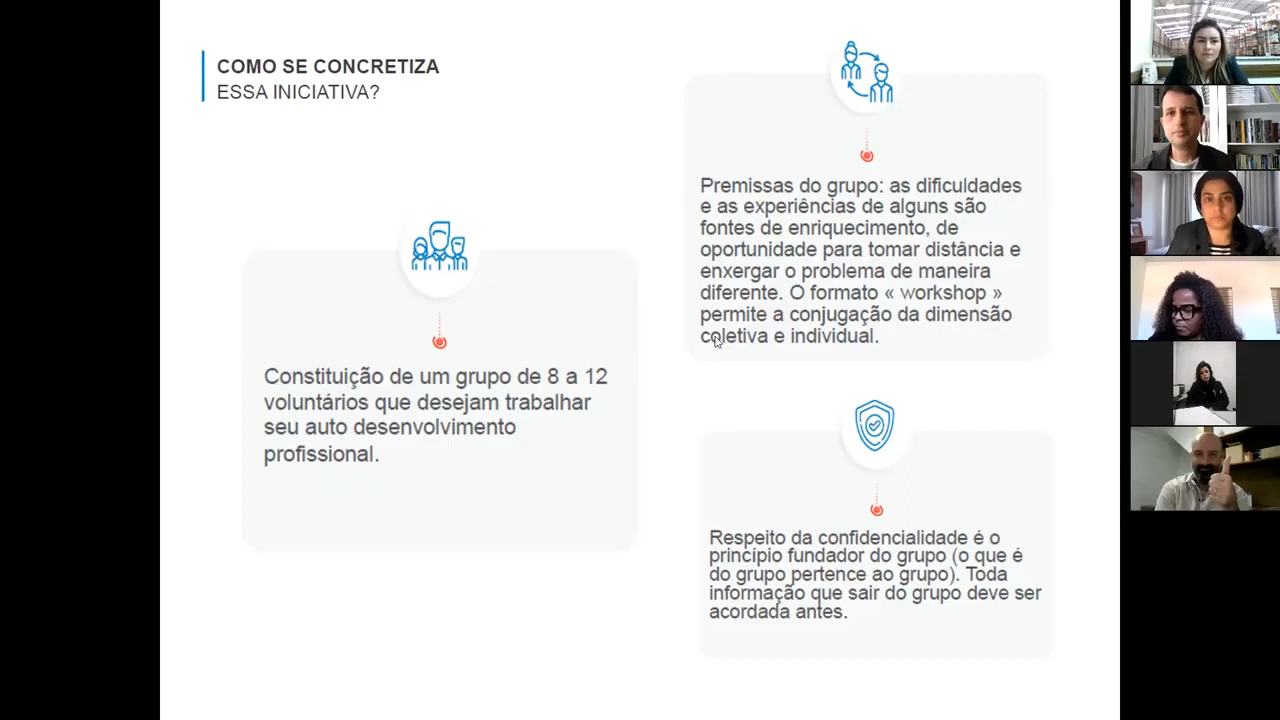 COMO SE CONCRETIZA
ESSA INICIATIVA?
Constituição de um grupo de 8 a 12
voluntários que desejam trabalhar
seu auto desenvolvimento
profissional.
Premissas do grupo: as dificuldades
e as experiências de alguns são
fontes de enriquecimento, de
oportunidade para tomar distância e
enxergar o problema de maneira
diferente. O formato « workshop »
permite a conjugação da dimensão
coletiva e individual.
Respeito da confidencialidade é o
princípio fundador do grupo (o que é
do grupo pertence ao grupo). Toda
informação que sair do grupo deve ser
acordada antes.